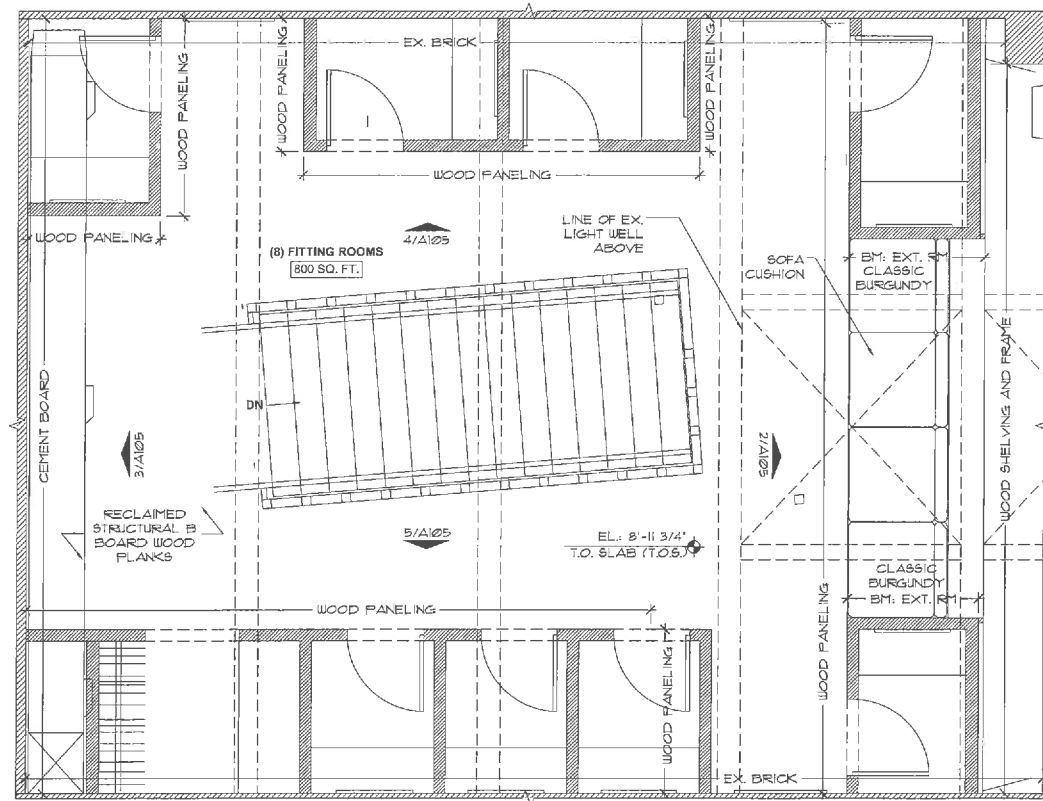 EX. BRICK
WOOD PANELING
WOOD PANELING
WOOD PANELING
WOOD PANELING
WOOD PANELING
4/A105
LINE OF EX.
LIGHT WELL
ABOVE
(8) FITTING ROOMS
800 SQ. FT.
SOFA
CUSHION
BM: EXT. RM
CLASSIC
BURGUNDY
CEMENT BOARD
DN
3/A105
2/A105
WOOD SHELVING AND FRAME
RECLAIMED
STRUCTURAL B
BOARD WOOD
PLANKS
5/A105
EL.: 8'-11 3/4"
T.O. SLAB (T.O.S.)
CLASSIC
BURGUNDY
BM: EXT. RM
WOOD PANELING
WOOD PANELING
WOOD PANELING
EX. BRICK